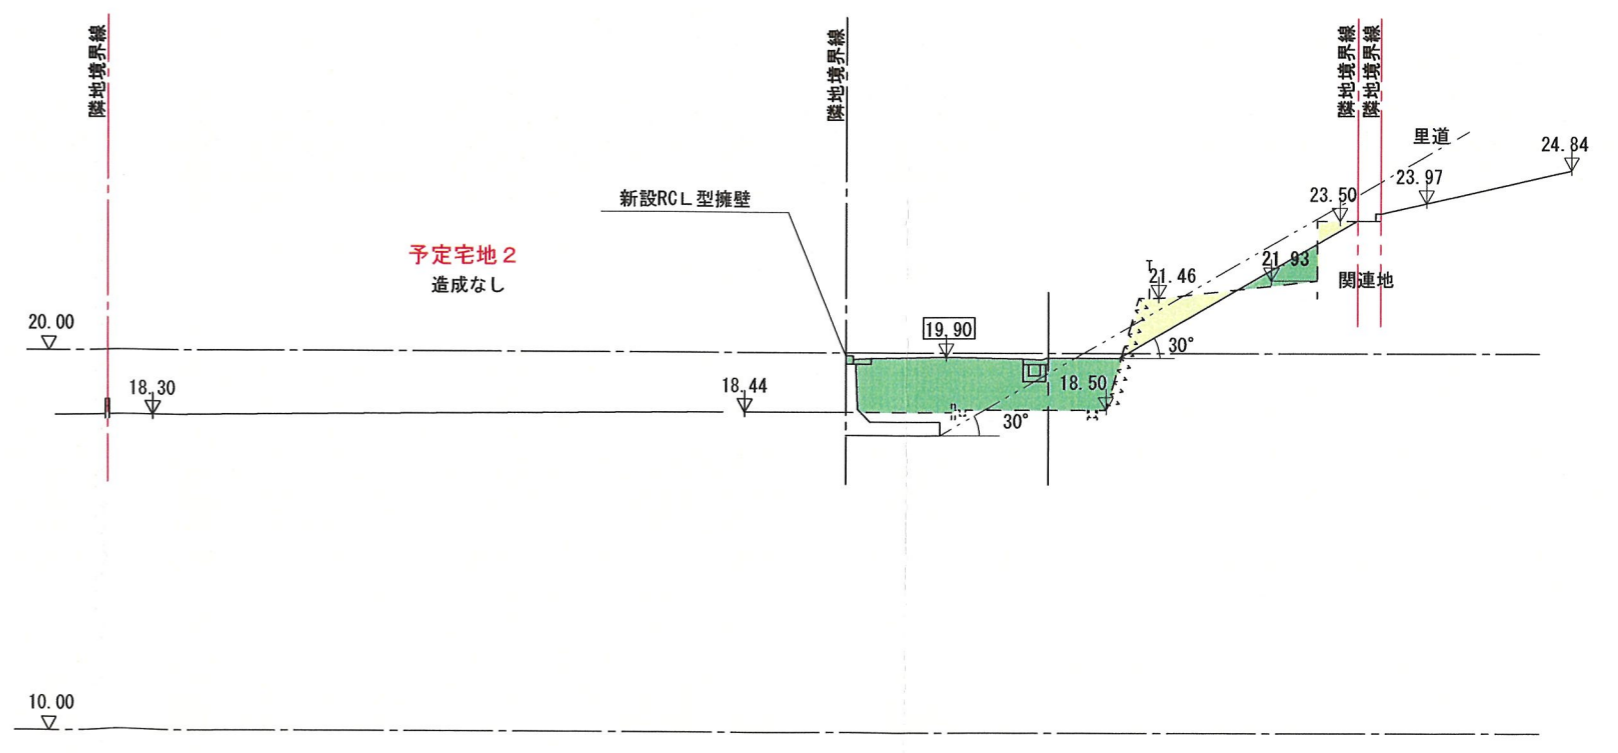 隣地境界線
隣地境界線
隣地境界線
隣地境界線
里道
24.84
23.97
23.50
新設RCL型擁壁
予定宅地2
造成なし
21.93
関連地
21.46
20.00
19.90
30°
18.30
18.44
18.50
30°
10.00